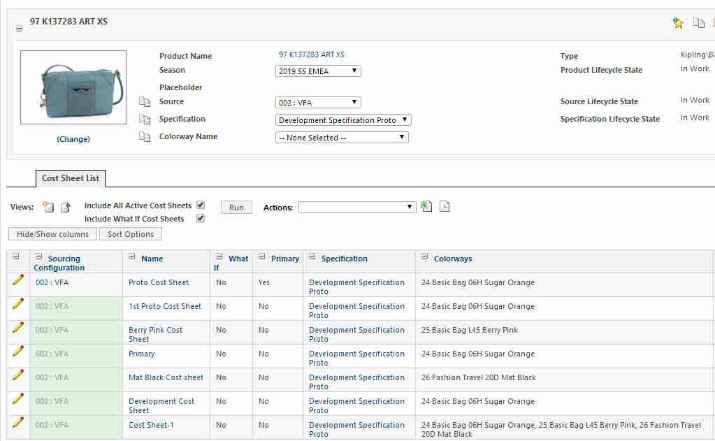 97 K137283 ART XS
Product Name 97 K137283 ART XS Type Kipling\Ba
Season 2019 SS EMEA Product Lifecycle State In Work
Placeholder
Source 002 : VFA Source Lifecycle State In Work
Specification Development Specification Proto Specification Lifecycle State In Work
(Change) Colorway Name -- None Selected --
Cost Sheet List
Views: Include All Active Cost Sheets Run Actions:
Include What If Cost Sheets
Hide/Show columns Sort Options
Sourcing Configuration Name What If Primary Specification Colorways
002 : VFA Proto Cost Sheet No Yes Development Specification Proto 24 Basic Bag 06H Sugar Orange
002 : VFA 1st Proto Cost Sheet No No Development Specification Proto 24 Basic Bag 06H Sugar Orange
002 : VFA Berry Pink Cost Sheet No No Development Specification Proto 25 Basic Bag L45 Berry Pink
002 : VFA Primary No No Development Specification Proto 24 Basic Bag 06H Sugar Orange
002 : VFA Mat Black Cost sheet No No Development Specification Proto 26 Fashion Travel 20D Mat Black
002 : VFA Development Cost Sheet No No Development Specification Proto 24 Basic Bag 06H Sugar Orange
002 : VFA Cost Sheet-1 No No Development Specification Proto 24 Basic Bag 06H Sugar Orange, 25 Basic Bag L45 Berry Pink, 26 Fashion Travel 20D Mat Black